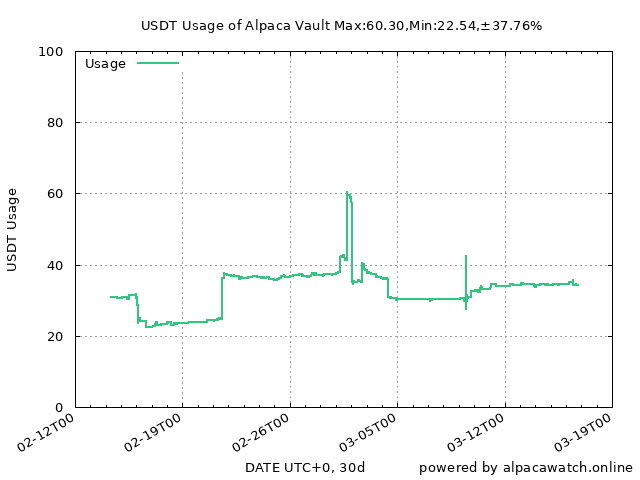 USDT Usage of Alpaca Vault Max:60.30,Min:22.54,±37.76%
Usage
100
80
60
40
20
0
USDT Usage
02-12T00
02-19T00
02-26T00
03-05T00
03-12T00
03-19T00
DATE UTC+0, 30d
powered by alpacawatch.online